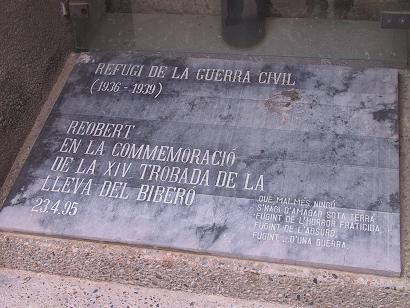 REFUGI DE LA GUERRA CIVIL
(1936 - 1939)
REOBERT
EN LA COMMEMORACIÓ
DE LA XIV TROBADA DE LA
LLEVA DEL BIBERÓ
23.4.95
QUE MAI MES NINGÚ
S'HAGI D'AMAGAR SOTA TERRA
FUGINT DE L'HORROR FRATICIDA,
FUGINT DE L'ABSURD,
FUGINT... D'UNA GUERRA.